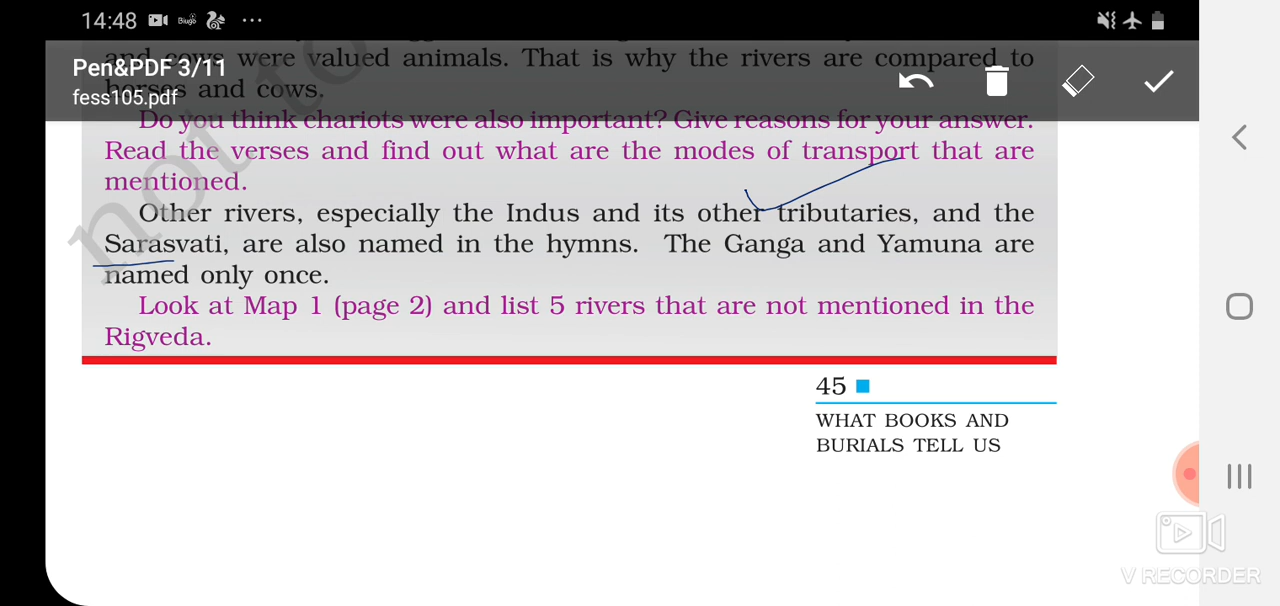 14:48 Biugo ...
and cows were valued animals. That is why the rivers are compared to
Pen&PDF 3/11
horses and cows.
fess105.pdf
Do you think chariots were also important? Give reasons for your answer.
Read the verses and find out what are the modes of transport that are
mentioned.
Other rivers, especially the Indus and its other tributaries, and the
Sarasvati, are also named in the hymns. The Ganga and Yamuna are
named only once.
Look at Map 1 (page 2) and list 5 rivers that are not mentioned in the
Rigveda.
not to
45
WHAT BOOKS AND
BURIALS TELL US
V RECORDER